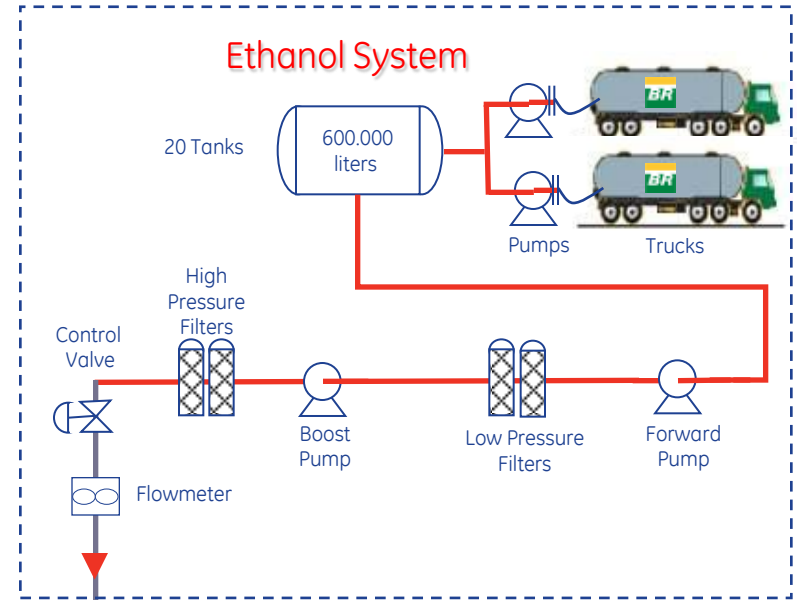 Ethanol System
BR
20 Tanks
600.000
liters
BR
Pumps
Trucks
High
Pressure
Filters
Control
Valve
Boost
Pump
Low Pressure
Filters
Forward
Pump
Flowmeter